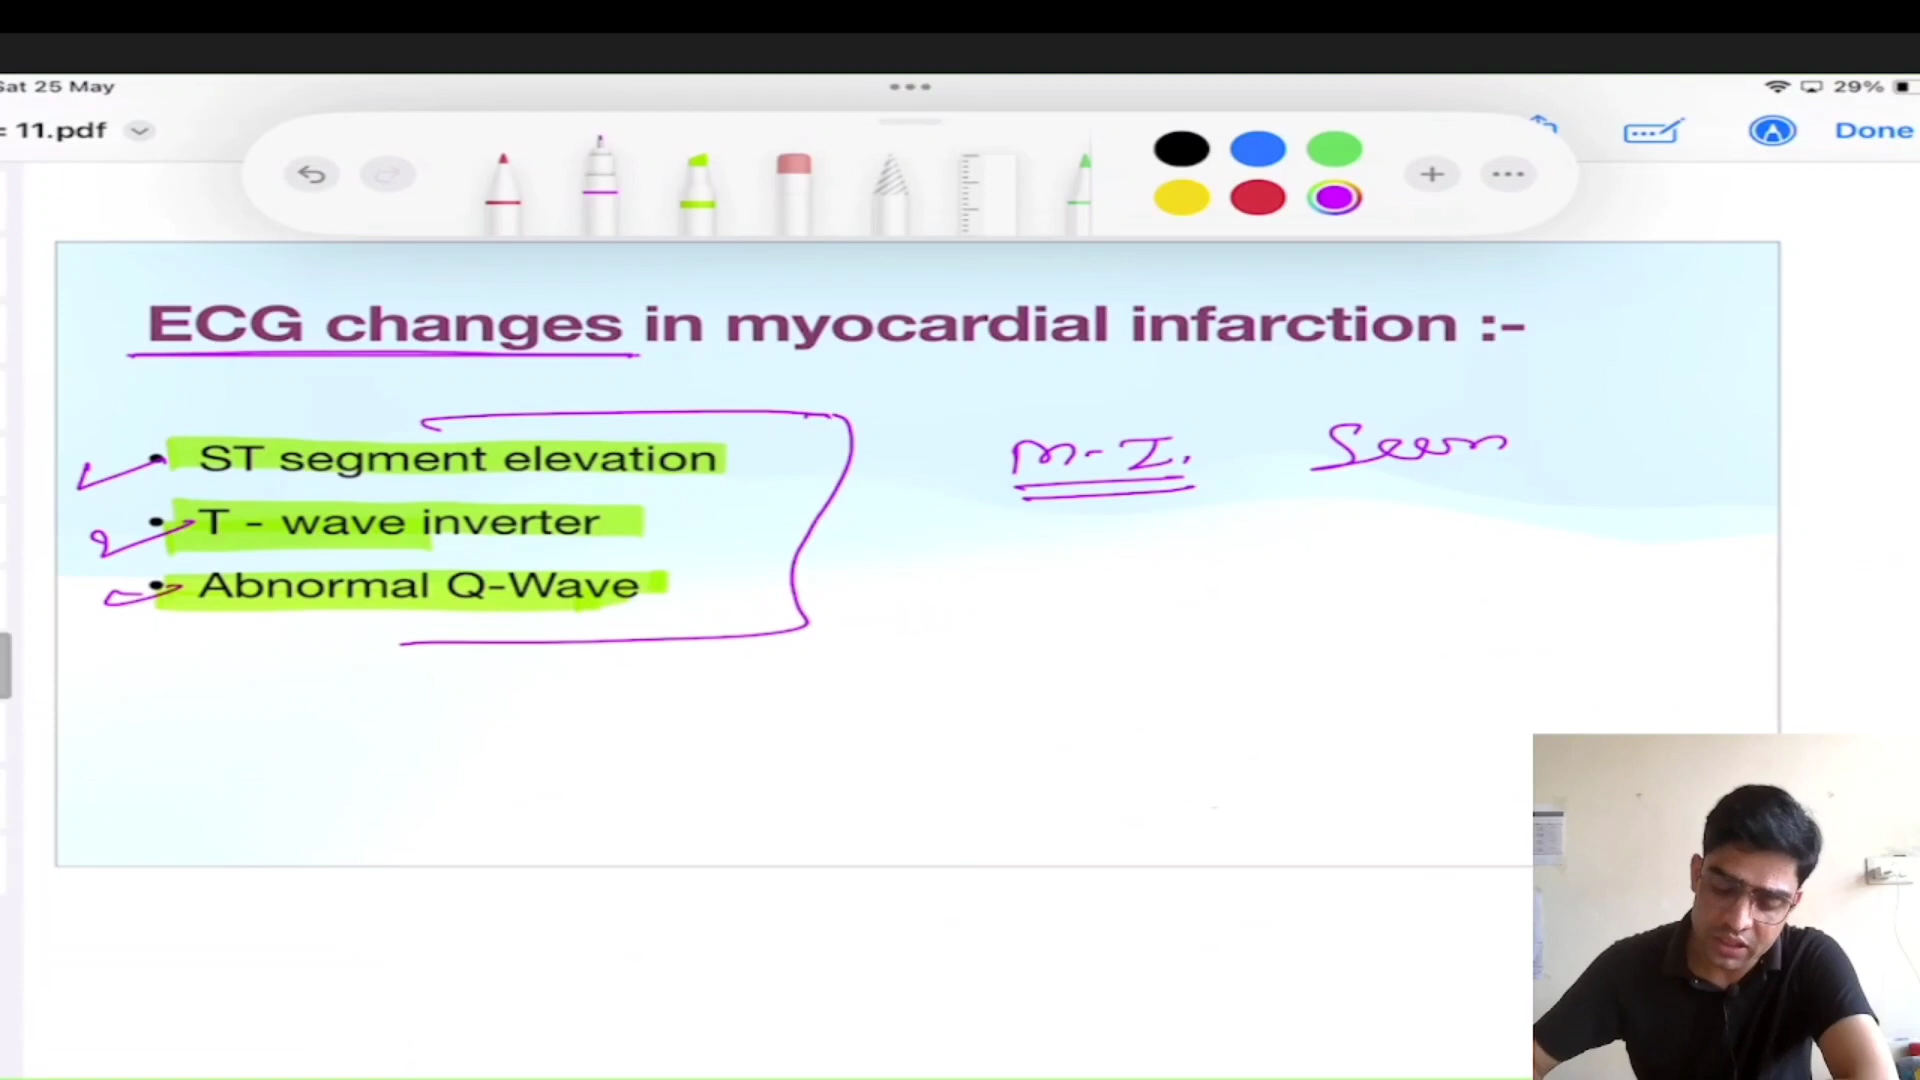 Sat 25 May
29%
= 11.pdf
Done
ECG changes in myocardial infarction :-
• ST segment elevation
• T - wave inverter
• Abnormal Q-Wave
M.I. Seen